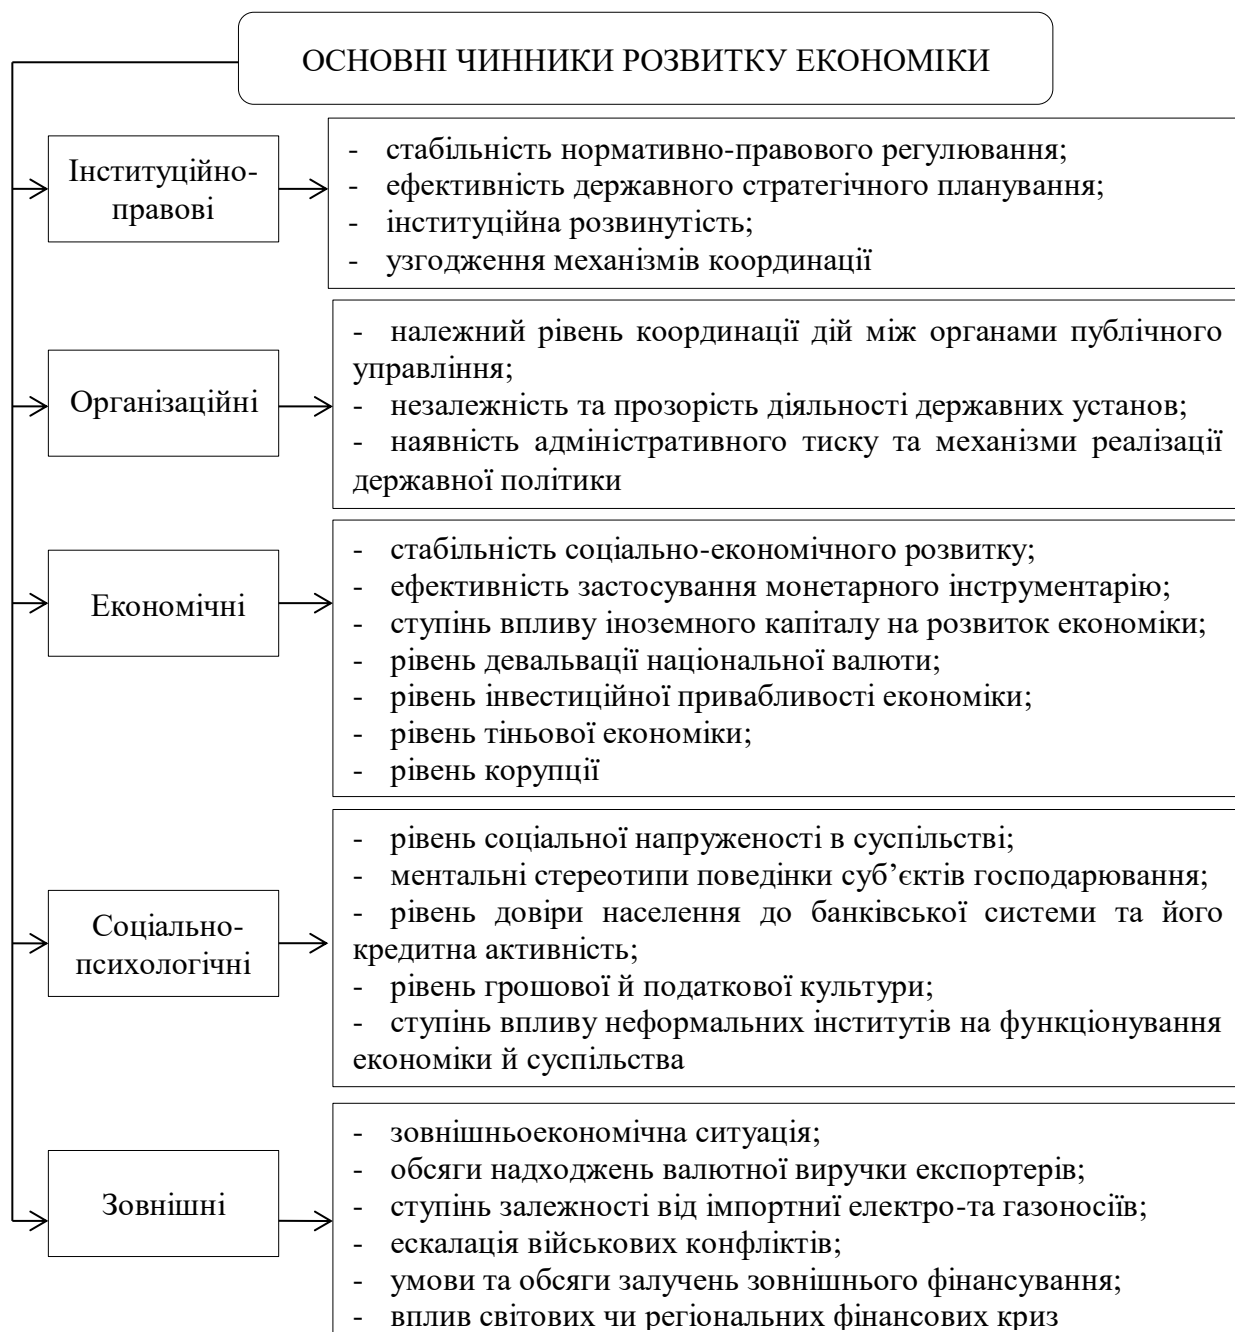 ОСНОВНІ ЧИННИКИ РОЗВИТКУ ЕКОНОМІКИ
Інституційно-
правові
- стабільність нормативно-правового регулювання;
- ефективність державного стратегічного планування;
- інституційна розвинутість;
- узгодження механізмів координації
Організаційні
- належний рівень координації дій між органами публічного
управління;
- незалежність та прозорість діяльності державних установ;
- наявність адміністративного тиску та механізми реалізації
державної політики
Економічні
- стабільність соціально-економічного розвитку;
- ефективність застосування монетарного інструментарію;
- ступінь впливу іноземного капіталу на розвиток економіки;
- рівень девальвації національної валюти;
- рівень інвестиційної привабливості економіки;
- рівень тіньової економіки;
- рівень корупції
Соціально-
психологічні
- рівень соціальної напруженості в суспільстві;
- ментальні стереотипи поведінки суб’єктів господарювання;
- рівень довіри населення до банківської системи та його
кредитна активність;
- рівень грошової й податкової культури;
- ступінь впливу неформальних інститутів на функціонування
економіки й суспільства
Зовнішні
- зовнішньоекономічна ситуація;
- обсяги надходжень валютної виручки експортерів;
- ступінь залежності від імпортниї електро-та газоносіїв;
- ескалація військових конфліктів;
- умови та обсяги залучень зовнішнього фінансування;
- вплив світових чи регіональних фінансових криз